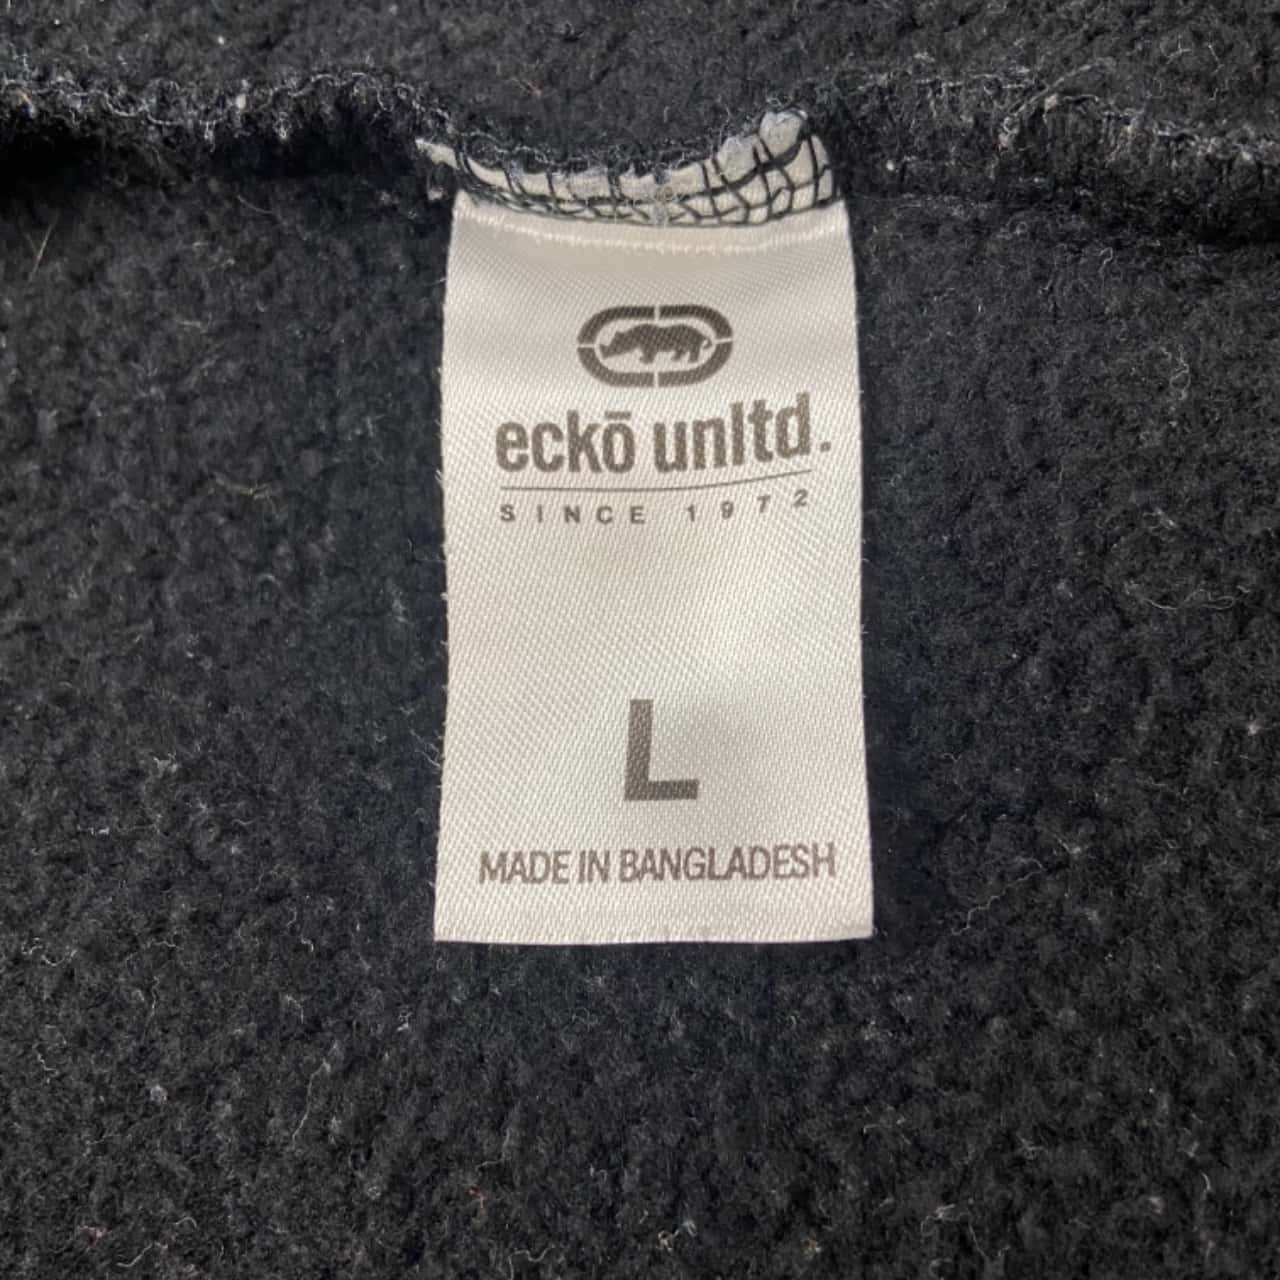 eckō unltd.
SINCE 1972
L
MADE IN BANGLADESH